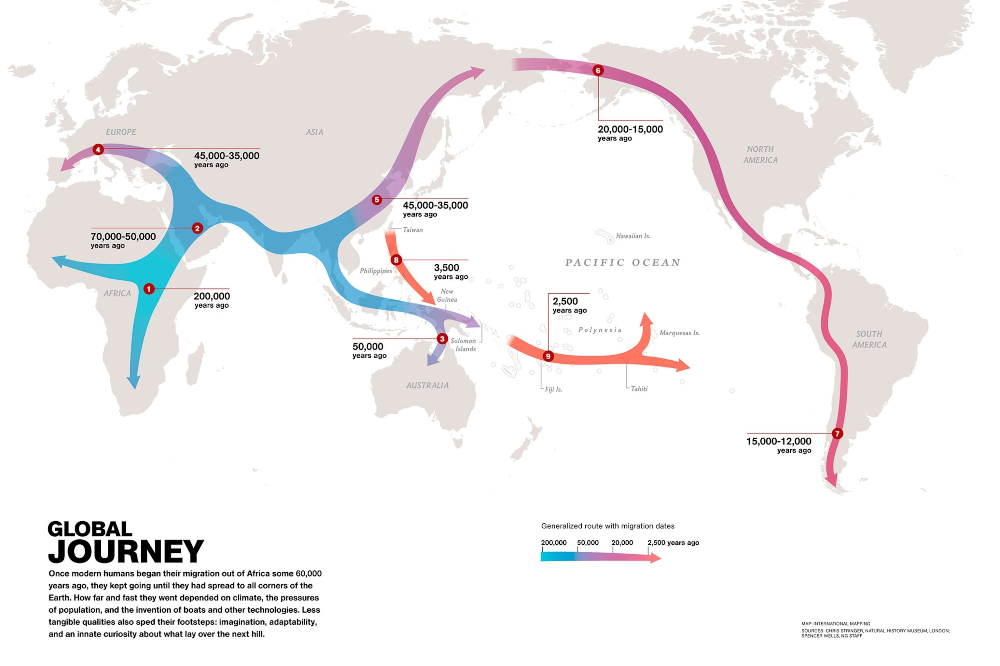 6
20,000-15,000
years ago
EUROPE
ASIA
4
45,000-35,000
years ago
NORTH
AMERICA
5
45,000-35,000
years ago
2
70,000-50,000
years ago
Taiwan
Hawaiian Is.
PACIFIC OCEAN
8
3,500
years ago
Philippines
1
200,000
years ago
AFRICA
New
Guinea
2,500
years ago
Polynesia
Marquesas Is.
SOUTH
AMERICA
3
50,000
years ago
Solomon
Islands
9
AUSTRALIA
Fiji Is.
Tahiti
7
15,000-12,000
years ago
GLOBAL
JOURNEY
Once modern humans began their migration out of Africa some 60,000
years ago, they kept going until they had spread to all corners of the
Earth. How far and fast they went depended on climate, the pressures
of population, and the invention of boats and other technologies. Less
tangible qualities also sped their footsteps: imagination, adaptability,
and an innate curiosity about what lay over the next hill.
Generalized route with migration dates
200,000 50,000 20,000 2,500 years ago
MAP: INTERNATIONAL MAPPING
SOURCES: CHRIS STRINGER, NATURAL HISTORY MUSEUM, LONDON;
SPENCER WELLS, NG STAFF